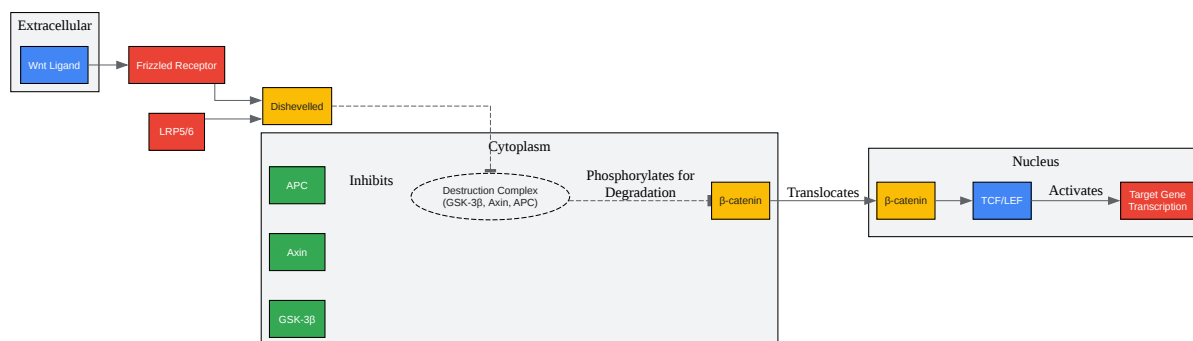 Extracellular
Wnt Ligand
Frizzled Receptor
LRP5/6
Dishevelled
Cytoplasm
APC
Axin
GSK-3β
Inhibits
Destruction Complex
(GSK-3β, Axin, APC)
Phosphorylates for
Degradation
β-catenin
Translocates
Nucleus
β-catenin
TCF/LEF
Activates
Target Gene
Transcription